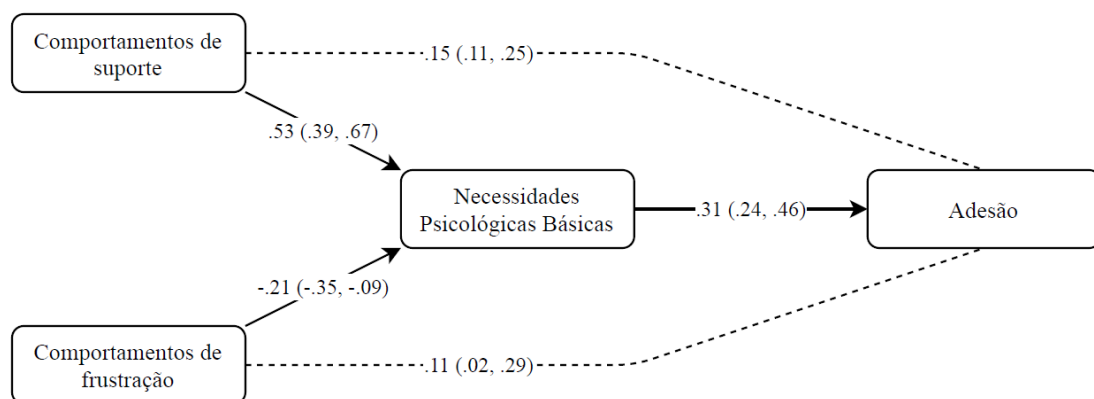 Comportamentos de
suporte
.15 (.11, .25)
.53 (.39, .67)
Necessidades
Psicológicas Básicas
.31 (.24, .46)
Adesão
-.21 (-.35, -.09)
Comportamentos de
frustração
.11 (.02, .29)